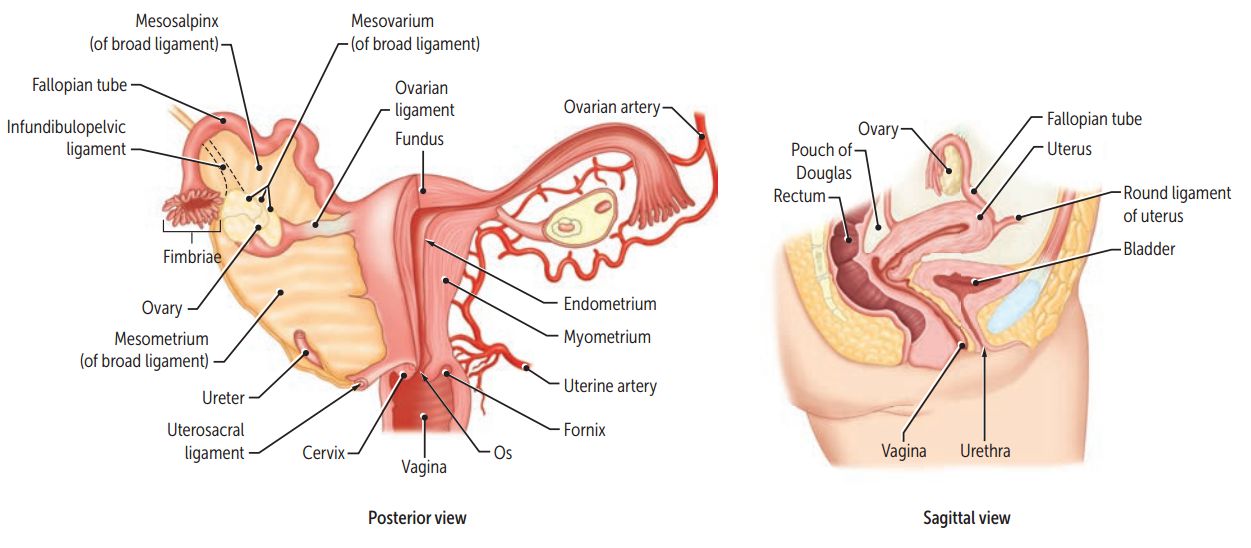 Mesosalpinx
(of broad ligament)
Mesovarium
(of broad ligament)
Fallopian tube
Infundibulopelvic
ligament
Ovarian
ligament
Fundus
Ovarian artery
Fimbriae
Ovary
Mesometrium
(of broad ligament)
Ureter
Uterosacral
ligament
Cervix
Vagina
Os
Endometrium
Myometrium
Uterine artery
Fornix
Posterior view
Ovary
Pouch of
Douglas
Rectum
Fallopian tube
Uterus
Round ligament
of uterus
Bladder
Vagina
Urethra
Sagittal view